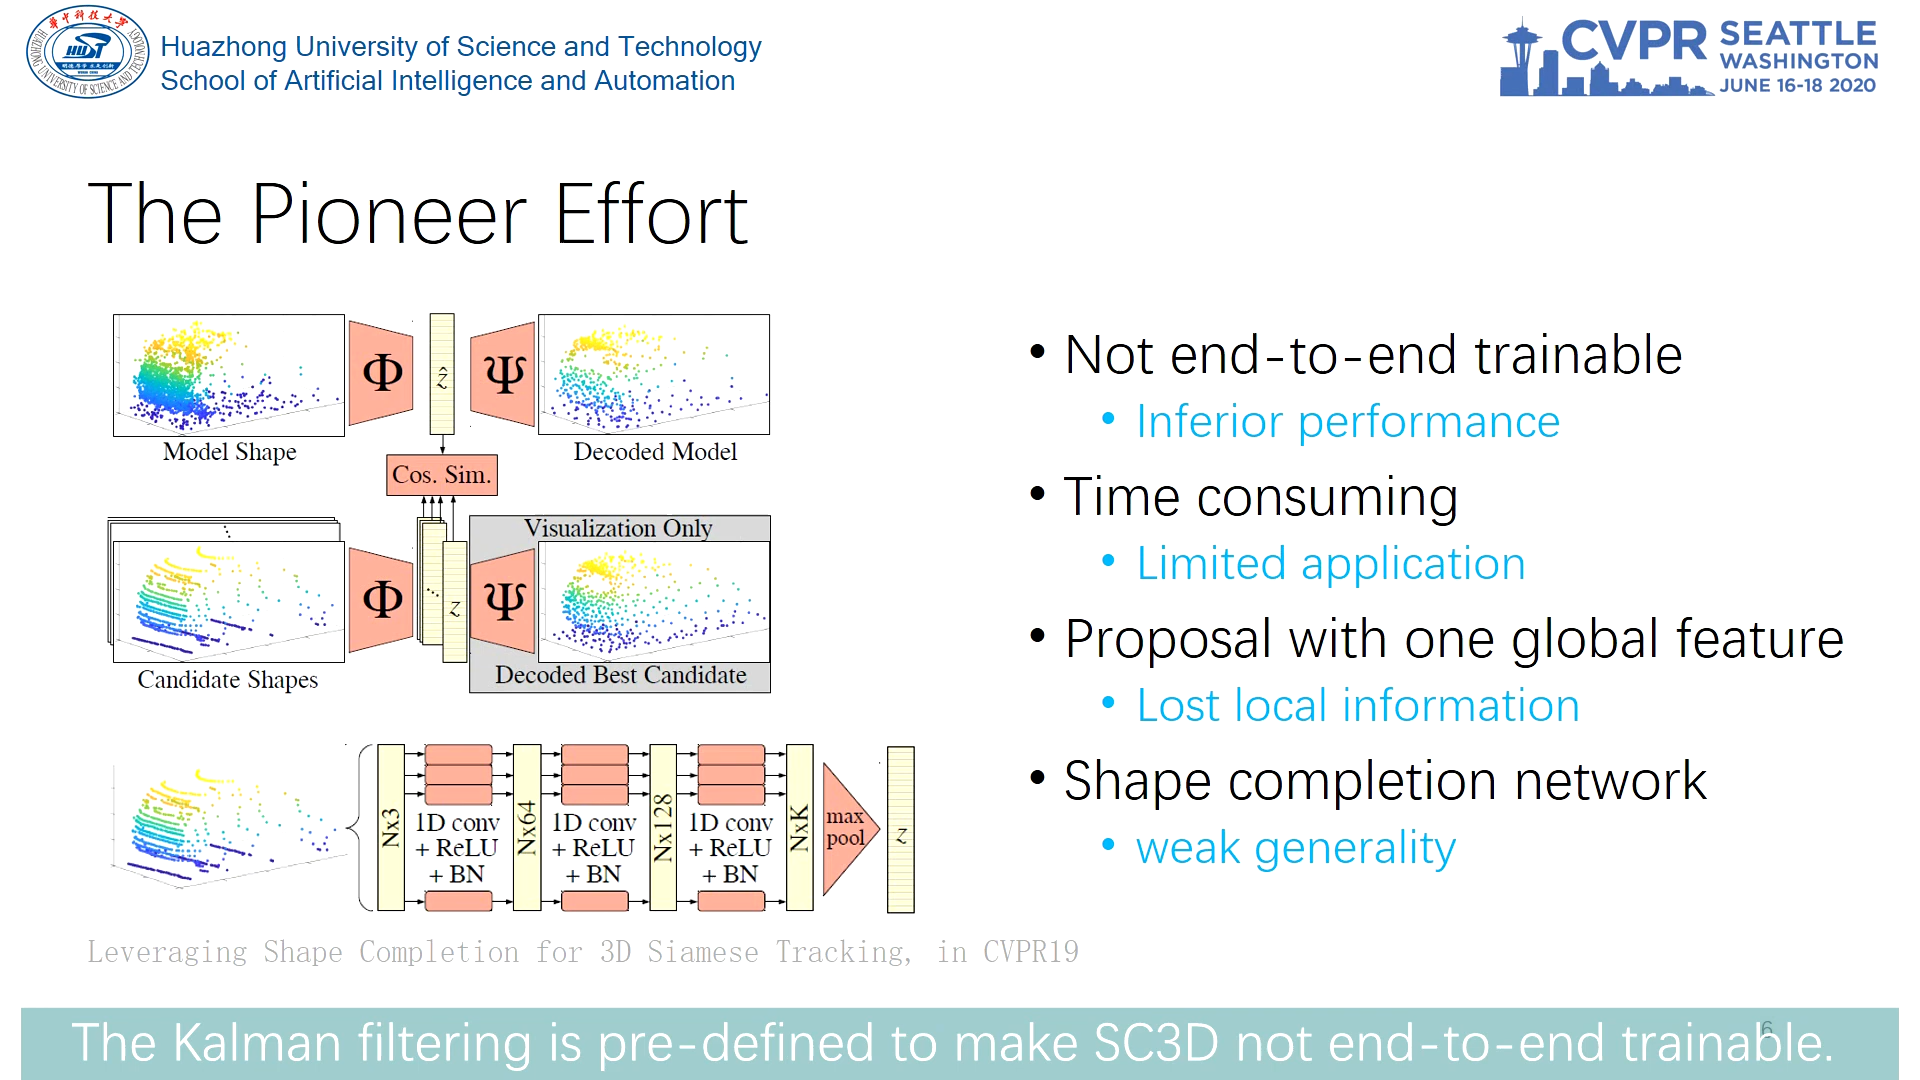 Huazhong University of Science and Technology
School of Artificial Intelligence and Automation
CVPR SEATTLE
WASHINGTON
JUNE 16-18 2020
The Pioneer Effort
Φ
ẑ
Ψ
Model Shape
Decoded Model
Cos. Sim.
Visualization Only
Φ
z
Ψ
Candidate Shapes
Decoded Best Candidate
Nx3
1D conv
+ ReLU
+ BN
Nx64
1D conv
+ ReLU
+ BN
Nx128
1D conv
+ ReLU
+ BN
NxK
max
pool
z
Leveraging Shape Completion for 3D Siamese Tracking, in CVPR19
• Not end-to-end trainable
• Inferior performance
• Time consuming
• Limited application
• Proposal with one global feature
• Lost local information
• Shape completion network
• weak generality
6
The Kalman filtering is pre-defined to make SC3D not end-to-end trainable.